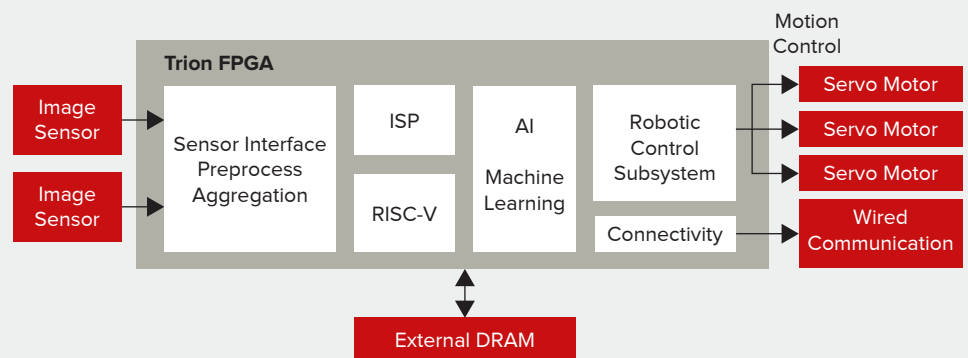 Motion
Control
Trion FPGA
Image
Sensor
Image
Sensor
Sensor Interface
Preprocess
Aggregation
ISP
RISC-V
AI
Machine
Learning
Robotic
Control
Subsystem
Connectivity
Servo Motor
Servo Motor
Servo Motor
Wired
Communication
External DRAM